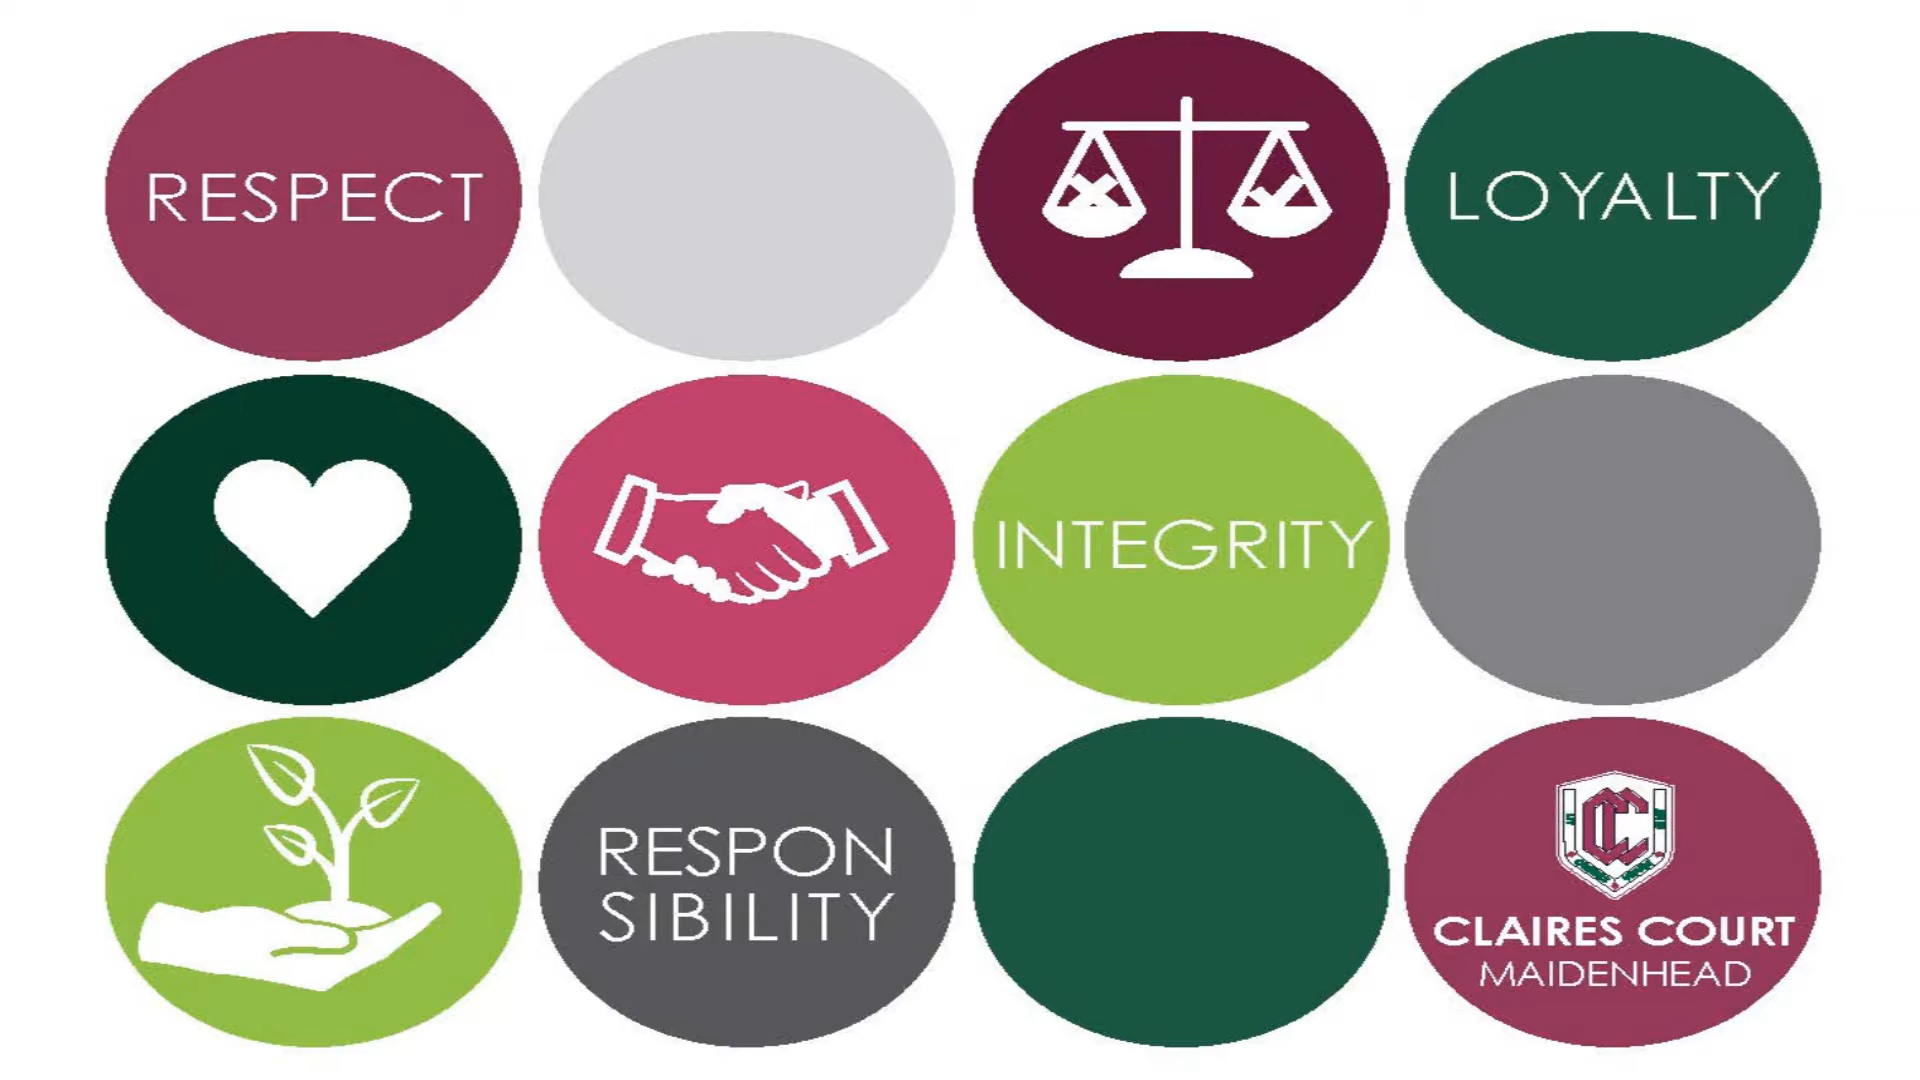 RESPECT
LOYALTY
INTEGRITY
RESPON
SIBILITY
CLAIRES COURT
MAIDENHEAD